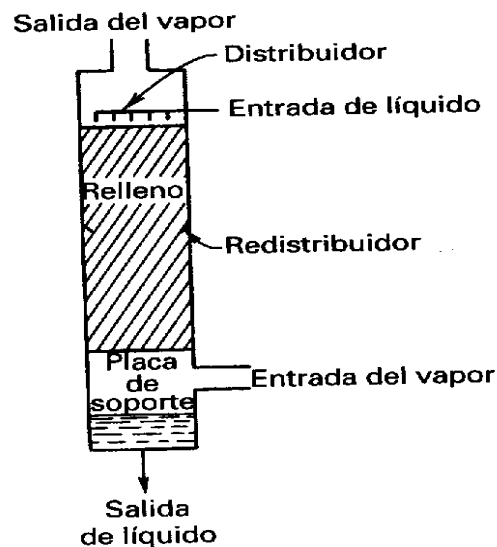 Salida del vapor
Distribuidor
Entrada de líquido
Relleno
Redistribuidor
Placa
de
soporte
Entrada del vapor
Salida
de líquido